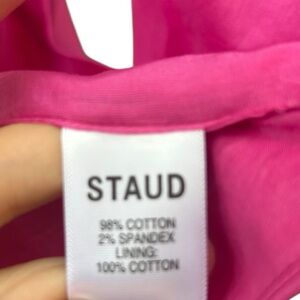 STAUD
98% COTTON
2% SPANDEX
LINING:
100% COTTON